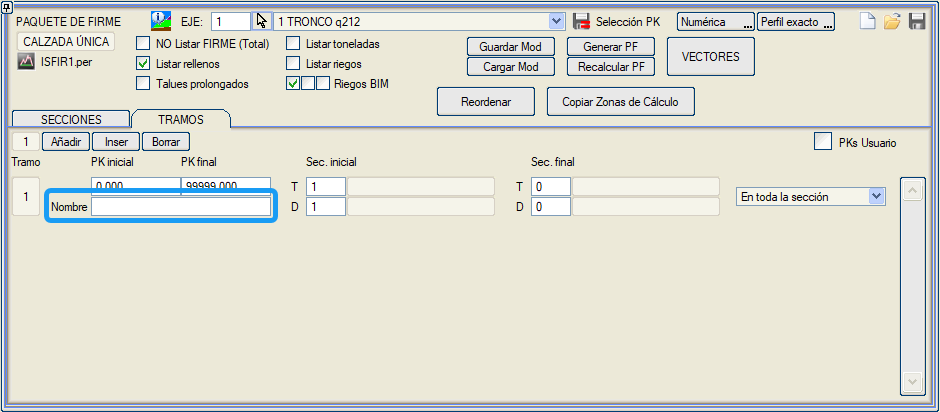 PAQUETE DE FIRME EJE: 1 1 TRONCO q212 Selección PK Numérica ... Perfil exacto ...
CALZADA ÚNICA NO Listar FIRME (Total) Listar toneladas Guardar Mod Generar PF VECTORES
ISFIR1.per Listar rellenos Listar riegos Cargar Mod Recalcular PF
Talues prolongados Riegos BIM
Reordenar Copiar Zonas de Cálculo
SECCIONES TRAMOS
1 Añadir Inser Borrar PKs Usuario
Tramo PK inicial PK final Sec. inicial Sec. final
1 0.000 99999.000 T 1 T 0 En toda la sección
Nombre D 1 D 0